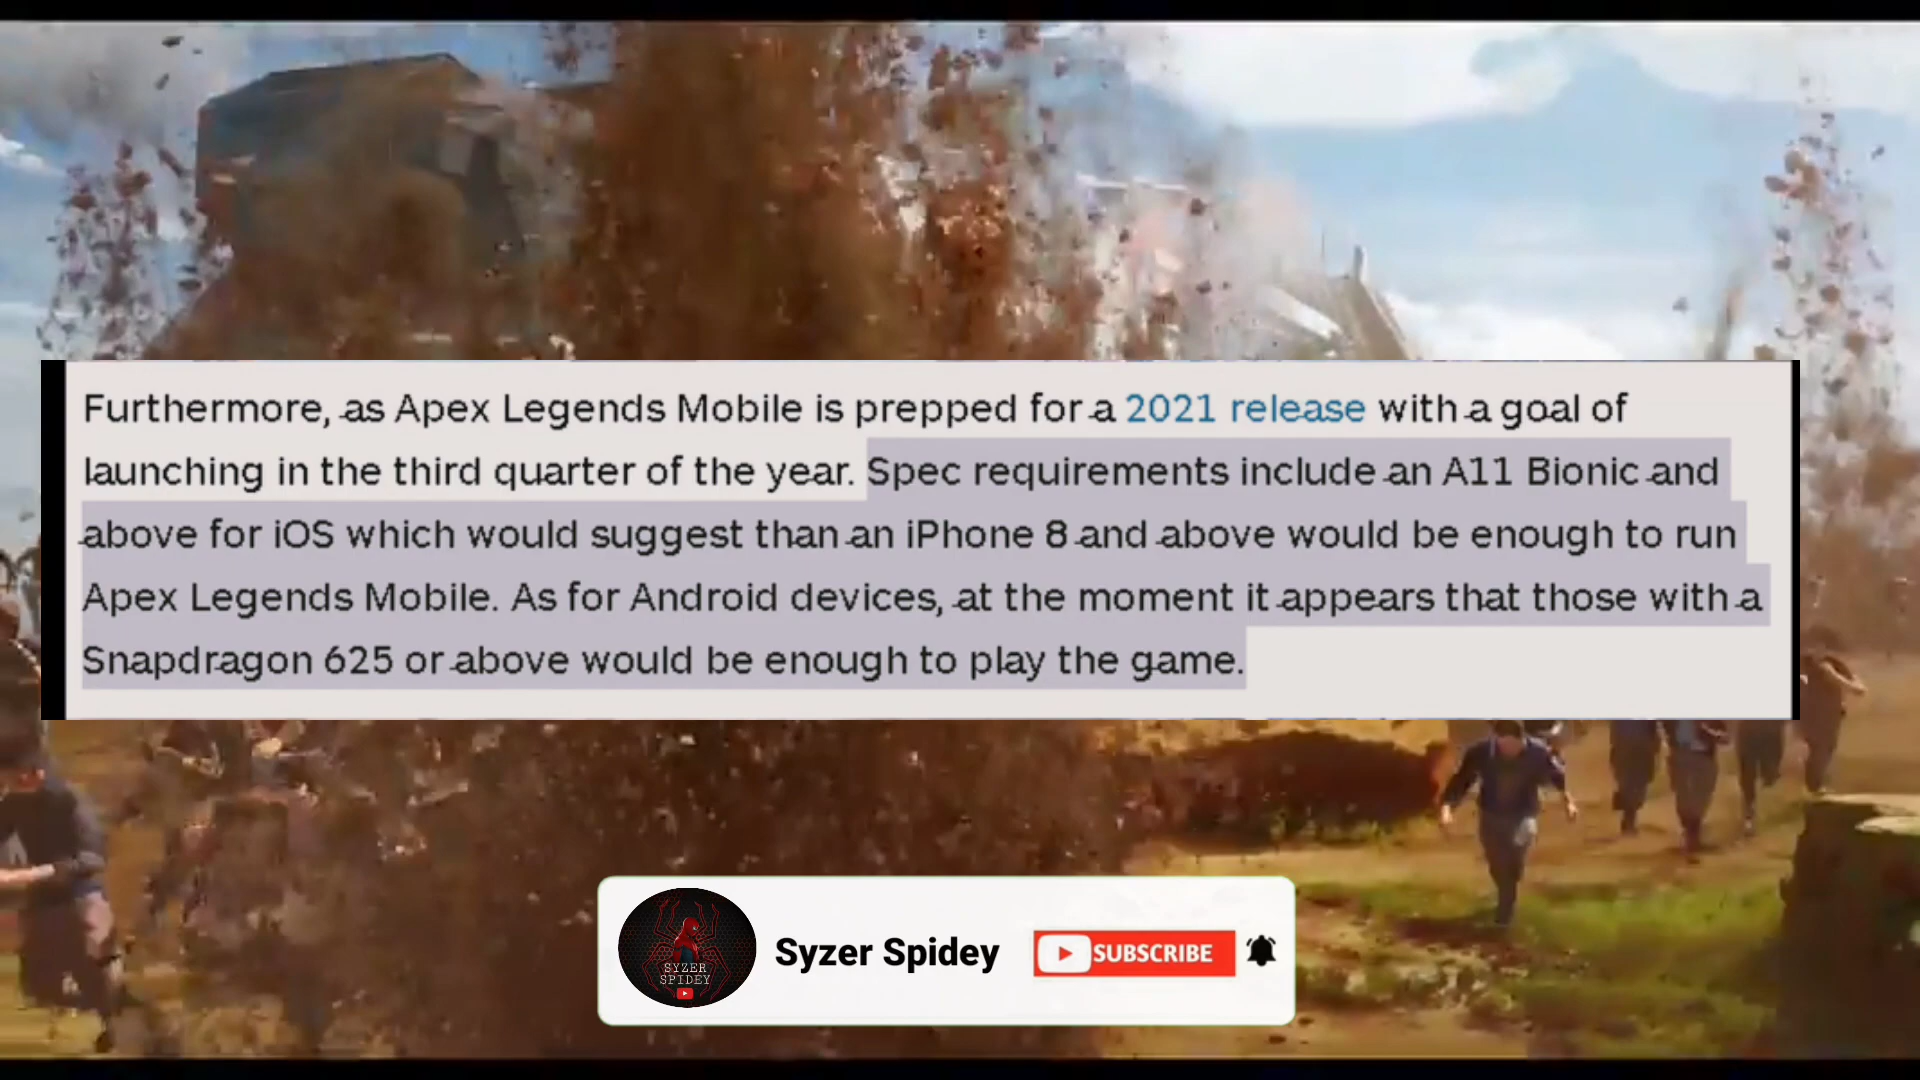 Furthermore, as Apex Legends Mobile is prepped for a 2021 release with a goal of
launching in the third quarter of the year. Spec requirements include an A11 Bionic and
above for iOS which would suggest than an iPhone 8 and above would be enough to run
Apex Legends Mobile. As for Android devices, at the moment it appears that those with a
Snapdragon 625 or above would be enough to play the game.
SYZER
SPIDEY
Syzer Spidey
SUBSCRIBE